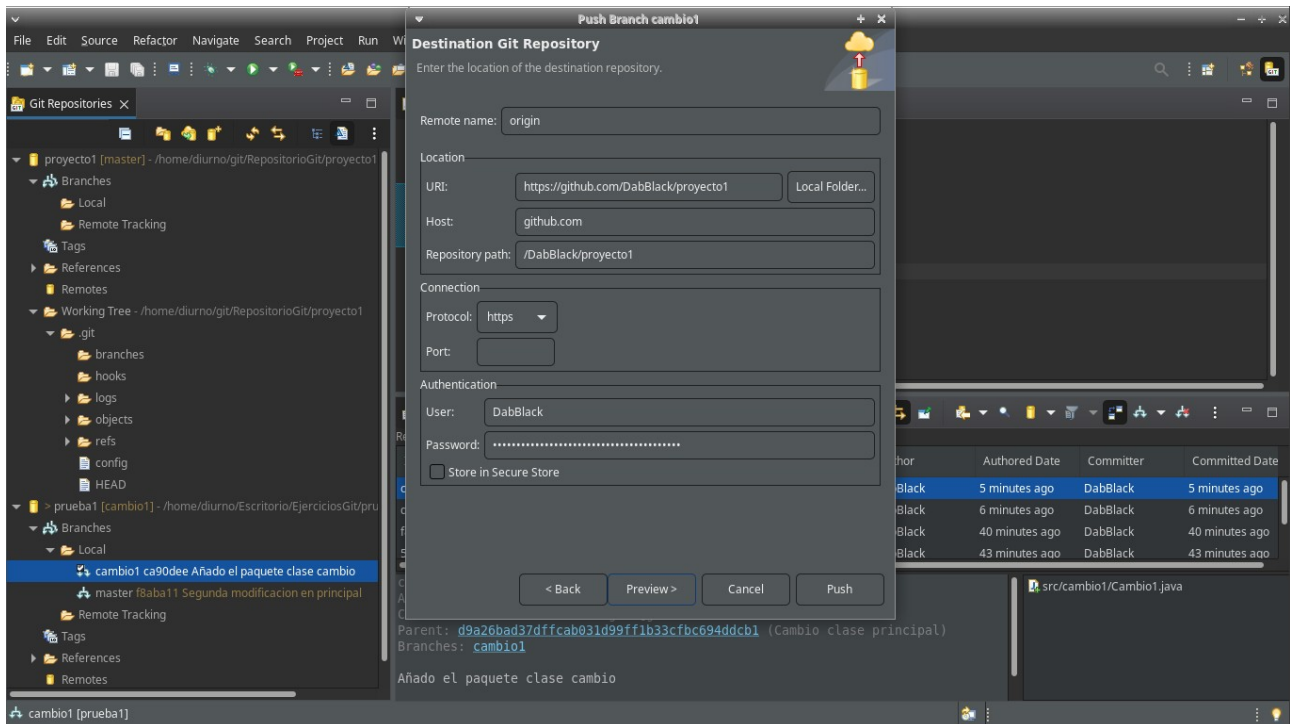 Push Branch cambio1
File Edit Source Refactor Navigate Search Project Run
Destination Git Repository
Enter the location of the destination repository.
Git Repositories
Remote name: origin
Location
URI: https://github.com/DabBlack/proyecto1 Local Folder...
Host: github.com
Repository path: /DabBlack/proyecto1
Connection
Protocol: https
Port:
Authentication
User: DabBlack
Password: ••••••••••••••••••••••••••••••••••••••••
Store in Secure Store
< Back Preview > Cancel Push
proyecto1 [master] - /home/diurno/git/RepositorioGit/proyecto1
Branches
Local
Remote Tracking
Tags
References
Remotes
Working Tree - /home/diurno/git/RepositorioGit/proyecto1
.git
branches
hooks
logs
objects
refs
config
HEAD
> prueba1 [cambio1] - /home/diurno/Escritorio/EjerciciosGit/pru
Branches
Local
cambio1 ca90dee Añado el paquete clase cambio
master f8aba11 Segunda modificacion en principal
Remote Tracking
Tags
References
Remotes
Authored Date Committer Committed Date
Black 5 minutes ago DabBlack 5 minutes ago
Black 6 minutes ago DabBlack 6 minutes ago
Black 40 minutes ago DabBlack 40 minutes ago
Black 43 minutes ago DabBlack 43 minutes ago
Parent: d9a26bad37dffcab031d99ff1b33cfbc694ddcb1 (Cambio clase principal)
Branches: cambio1
Añado el paquete clase cambio
src/cambio1/Cambio1.java
cambio1 [prueba1]